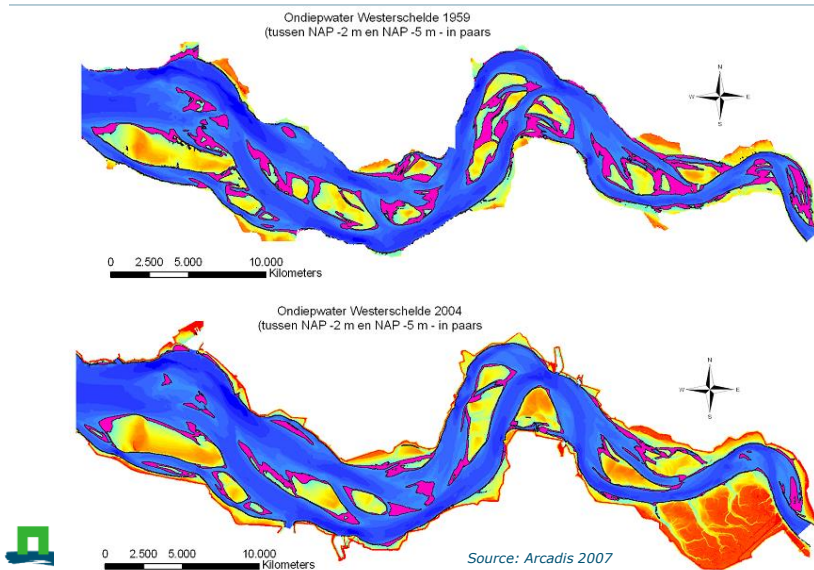 Ondiepwater Westerschelde 1959
(tussen NAP -2 m en NAP -5 m - in paars
N
W E
S
0 2.500 5.000 10.000
Kilometers
Ondiepwater Westerschelde 2004
(tussen NAP -2 m en NAP -5 m - in paars
N
W E
S
0 2.500 5.000 10.000
Kilometers
Source: Arcadis 2007